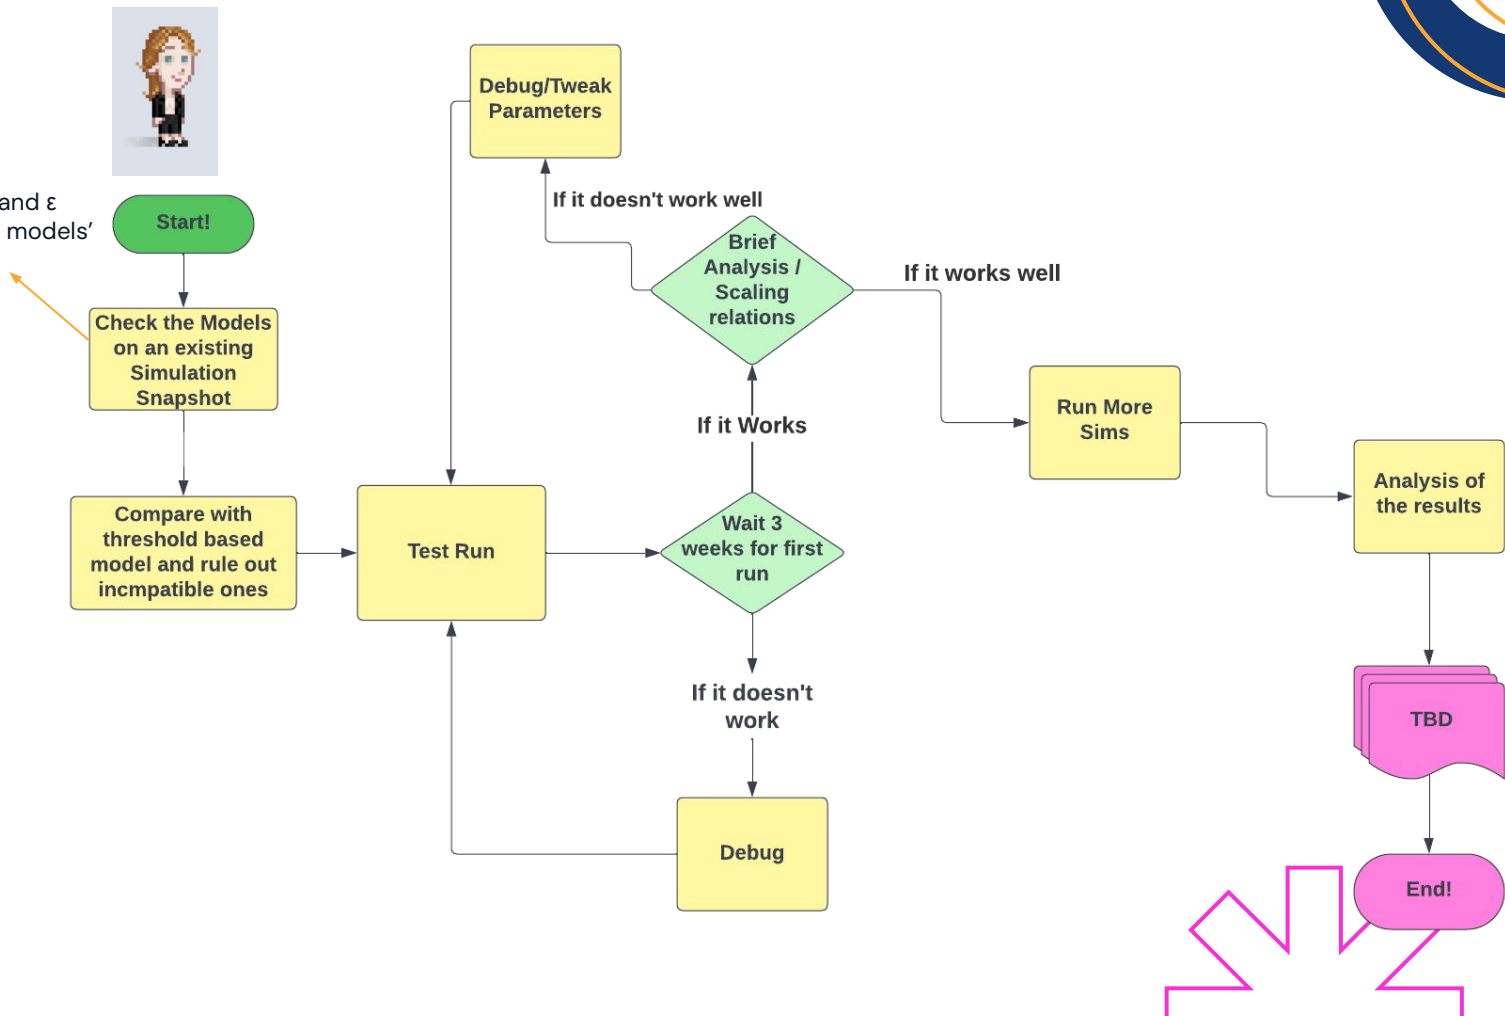 and ε
models’
Start!
Check the Models
on an existing
Simulation
Snapshot
Compare with
threshold based
model and rule out
incmpatible ones
Test Run
Debug/Tweak
Parameters
If it doesn't work well
Brief
Analysis /
Scaling
relations
If it works well
If it Works
Wait 3
weeks for first
run
If it doesn't
work
Debug
Run More
Sims
Analysis of
the results
TBD
End!